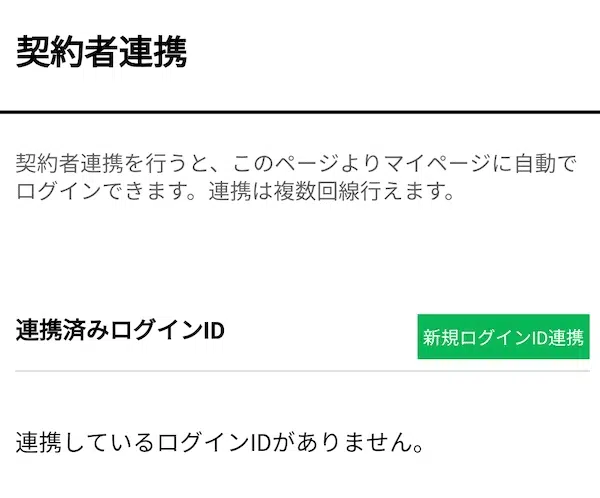 契約者連携
契約者連携を行うと、このページよりマイページに自動で
ログインできます。連携は複数回線行えます。
連携済みログインID
新規ログインID連携
連携しているログインIDがありません。